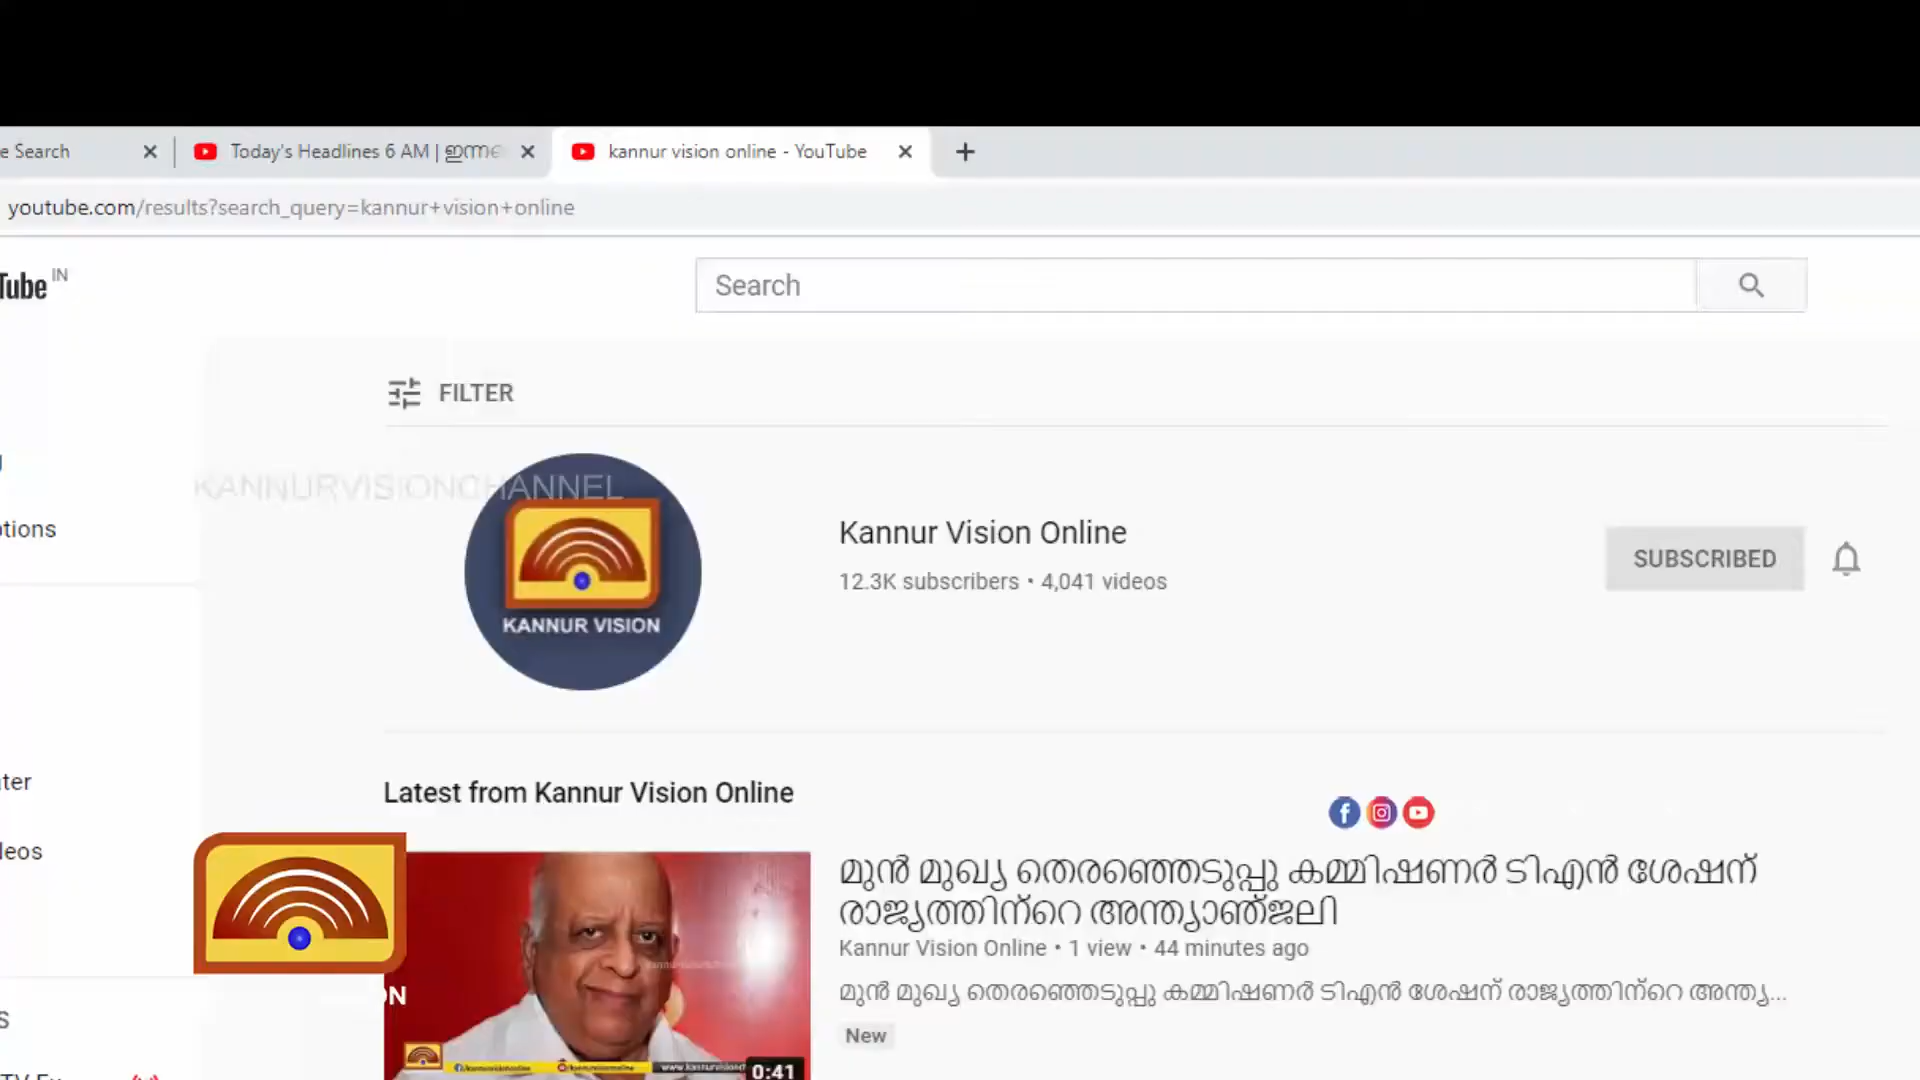 e Search
Today's Headlines 6 AM | ഇന്ന
kannur vision online - YouTube
youtube.com/results?search_query=kannur+vision+online
Tube IN
Search
FILTER
KANNURVISIONCHANNEL
KANNUR VISION
Kannur Vision Online
12.3K subscribers • 4,041 videos
SUBSCRIBED
otions
ater
leos
Latest from Kannur Vision Online
മുൻ മുഖ്യ തെരഞ്ഞെടുപ്പു കമ്മിഷണർ ടിഎൻ ശേഷന്
രാജ്യത്തിന്റെ അന്ത്യാഞ്ജലി
Kannur Vision Online • 1 view • 44 minutes ago
മുൻ മുഖ്യ തെരഞ്ഞെടുപ്പു കമ്മിഷണർ ടിഎൻ ശേഷന് രാജ്യത്തിന്റെ അന്ത്യ...
New
ON
S
0:41